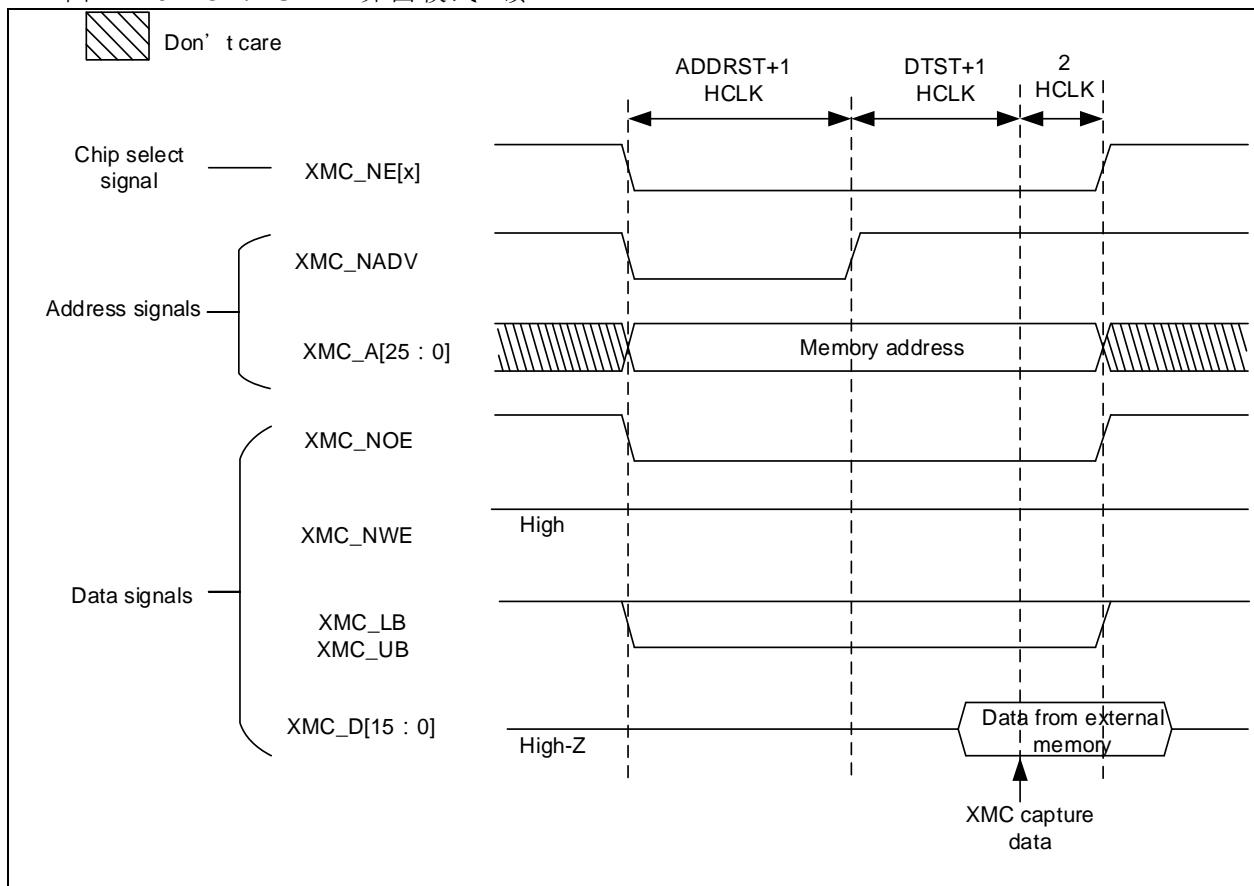 Don't care
ADDRST+1
HCLK
DTST+1
HCLK
2
HCLK
Chip select
signal
XMC_NE[x]
XMC_NADV
Address signals
XMC_A[25 : 0]
Memory address
XMC_NOE
High
XMC_NWE
Data signals
XMC_LB
XMC_UB
XMC_D[15 : 0]
High-Z
Data from external
memory
XMC capture
data